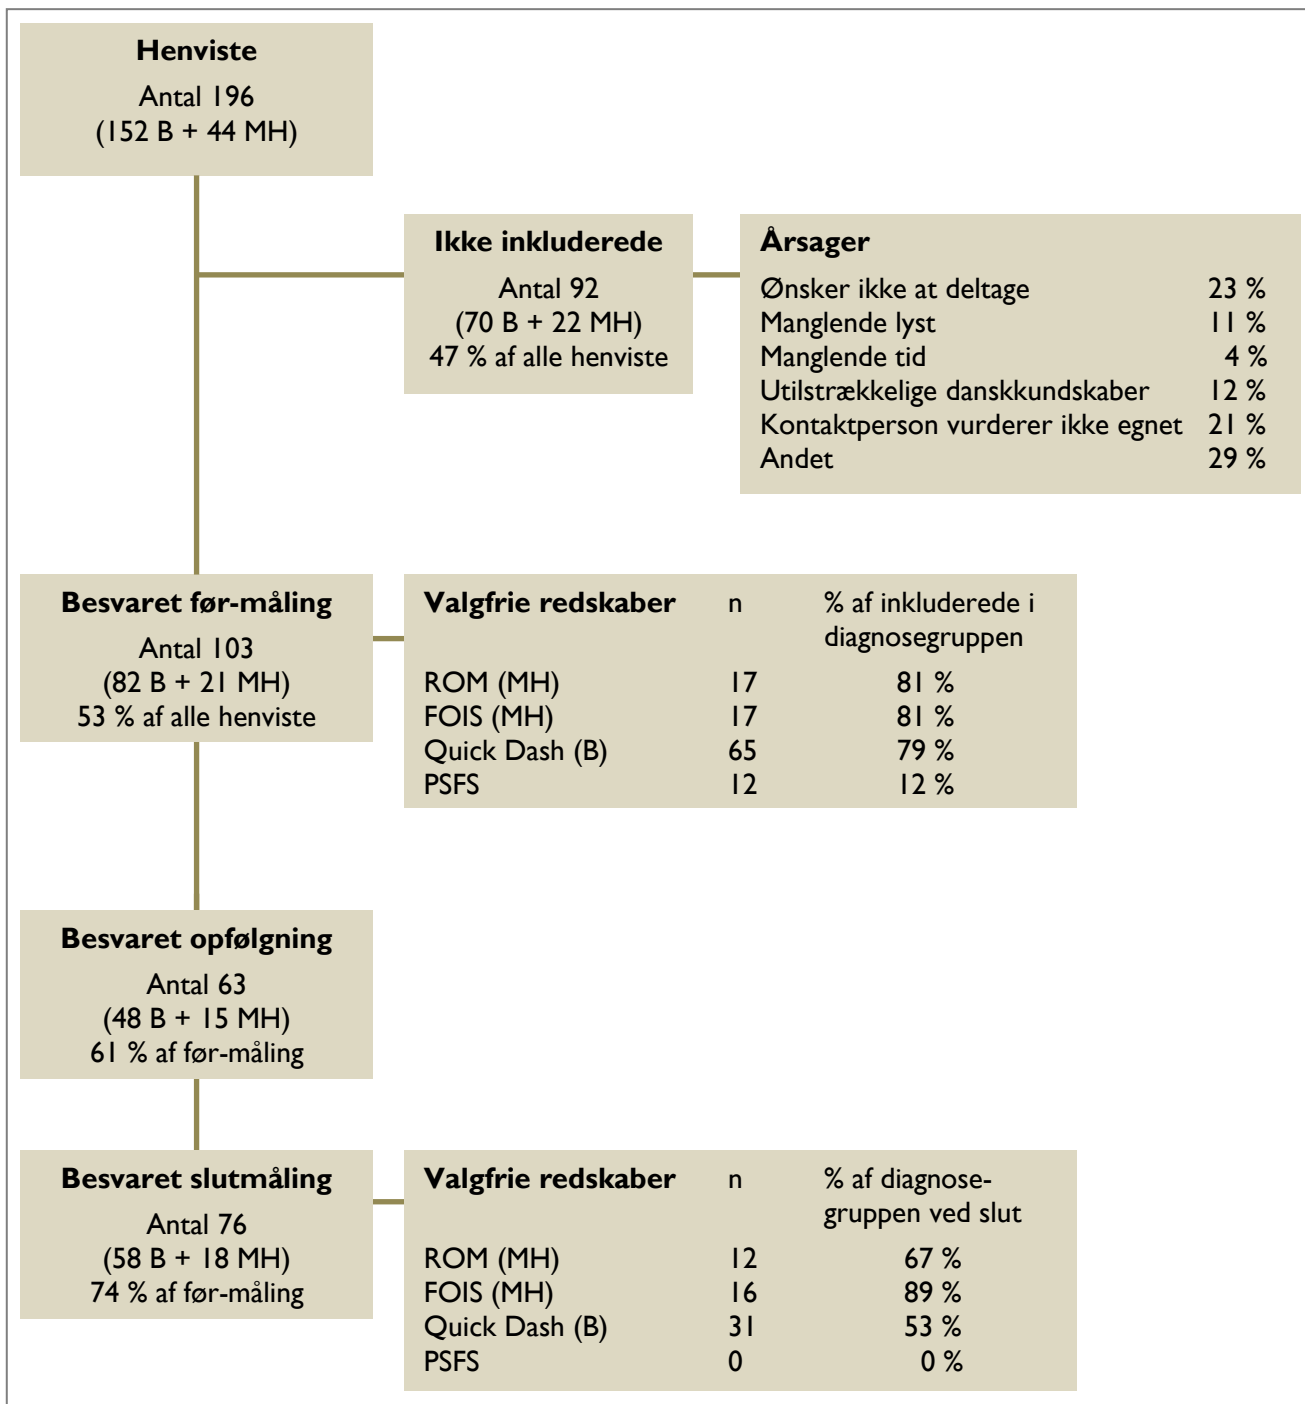 Henviste
Antal 196
(152 B + 44 MH)
Ikke inkluderede
Antal 92
(70 B + 22 MH)
47 % af alle henviste
Årsager
Ønsker ikke at deltage 23 %
Manglende lyst 11 %
Manglende tid 4 %
Utilstrækkelige danskkundskaber 12 %
Kontaktperson vurderer ikke egnet 21 %
Andet 29 %
Besvaret før-måling
Antal 103
(82 B + 21 MH)
53 % af alle henviste
Valgfrie redskaber n % af inkluderede i
diagnosegruppen
ROM (MH) 17 81 %
FOIS (MH) 17 81 %
Quick Dash (B) 65 79 %
PSFS 12 12 %
Besvaret opfølgning
Antal 63
(48 B + 15 MH)
61 % af før-måling
Besvaret slutmåling
Antal 76
(58 B + 18 MH)
74 % af før-måling
Valgfrie redskaber n % af diagnose-
gruppen ved slut
ROM (MH) 12 67 %
FOIS (MH) 16 89 %
Quick Dash (B) 31 53 %
PSFS 0 0 %